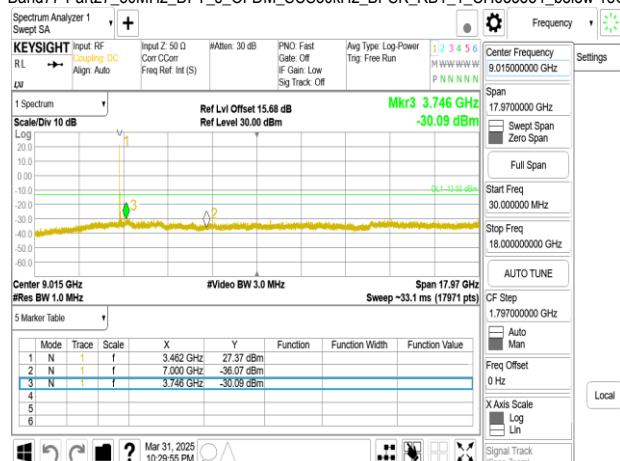 Spectrum Analyzer 1
Swept SA
Frequency
KEYSIGHT
Input: RF
Input Z: 50 Ω
#Atten: 30 dB
PNO: Fast
Avg Type: Log-Power
1 2 3 4 5 6
RL
Coupling: DC
Corr CCorr
Gate: Off
Trig: Free Run
M W W W W W
Align: Auto
Freq Ref: Int (S)
IF Gain: Low
Sig Track: Off
P N N N N N
Center Frequency
9.015000000 GHz
Settings
1 Spectrum
Ref Lvl Offset 15.68 dB
Mkr3 3.746 GHz
Scale/Div 10 dB
Ref Level 30.00 dBm
-30.09 dBm
Span
17.9700000 GHz
Swept Span
Zero Span
Full Span
Log
20.0
10.0
0.00
-10.0
-20.0
-30.0
-40.0
-50.0
-60.0
1
2
3
DL1 -13.00 dBm
Start Freq
30.000000 MHz
Stop Freq
18.000000000 GHz
AUTO TUNE
Center 9.015 GHz
#Video BW 3.0 MHz
Span 17.97 GHz
#Res BW 1.0 MHz
Sweep ~33.1 ms (17971 pts)
CF Step
1.797000000 GHz
Auto
Man
5 Marker Table
Mode Trace Scale X Y Function Function Width Function Value
1 N 1 f 3.462 GHz 27.37 dBm
2 N 1 f 7.000 GHz -36.07 dBm
3 N 1 f 3.746 GHz -30.09 dBm
4
5
6
Freq Offset
0 Hz
X Axis Scale
Log
Lin
Local
Signal Track
Mar 31, 2025
10:29:55 PM